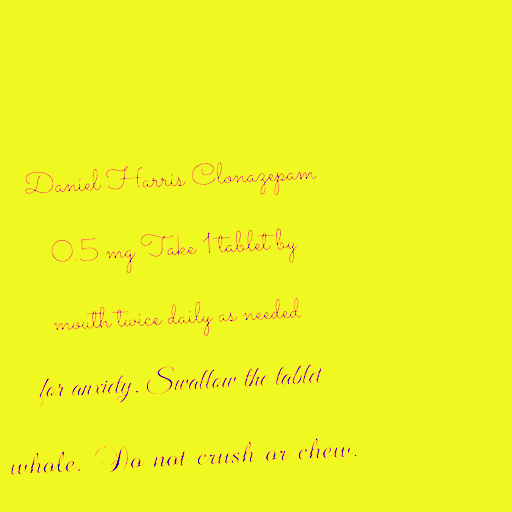 Daniel Harris Clonazepam
0.5 mg Take 1 tablet by
mouth twice daily as needed
for anxiety. Swallow the tablet
whole. Do not crush or chew.